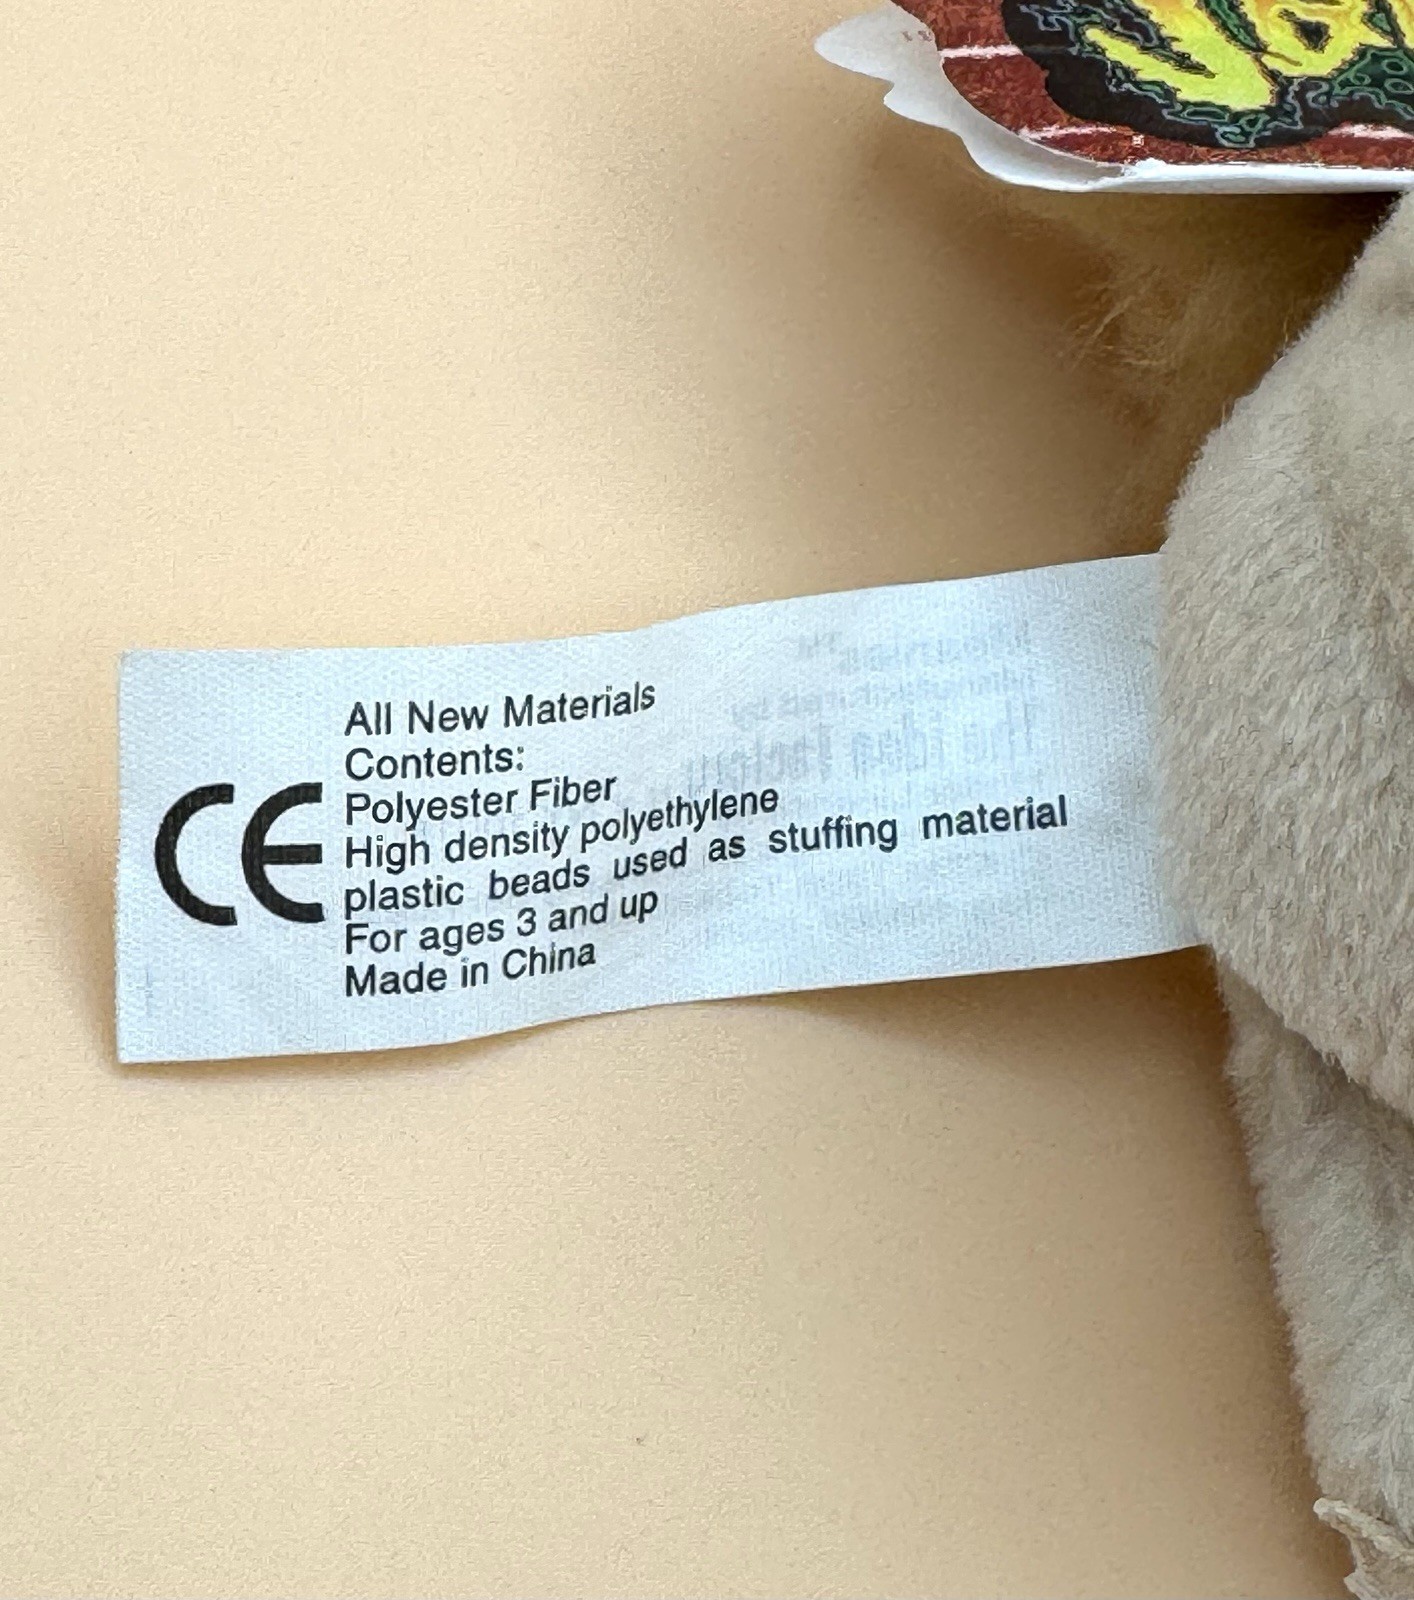 All New Materials
Contents:
Polyester Fiber
High density polyethylene
plastic beads used as stuffing material
For ages 3 and up
Made in China
CE